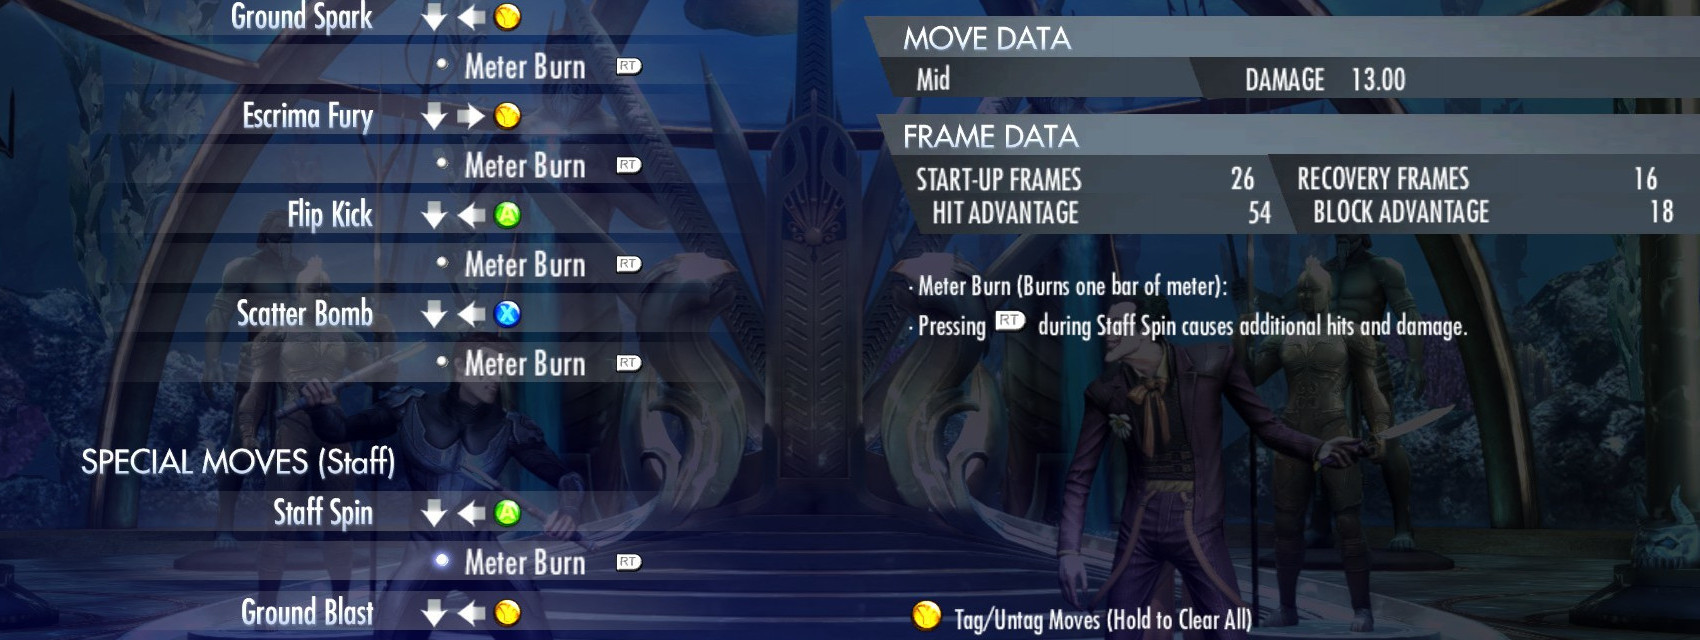 Ground Spark Y
Meter Burn RT
Escrima Fury Y
Meter Burn RT
Flip Kick A
Meter Burn RT
Scatter Bomb X
Meter Burn RT
SPECIAL MOVES (Staff)
Staff Spin A
Meter Burn RT
Ground Blast Y
MOVE DATA
Mid DAMAGE 13.00
FRAME DATA
START-UP FRAMES 26 RECOVERY FRAMES 16
HIT ADVANTAGE 54 BLOCK ADVANTAGE 18
· Meter Burn (Burns one bar of meter):
· Pressing RT during Staff Spin causes additional hits and damage.
Y Tag/Untag Moves (Hold to Clear All)